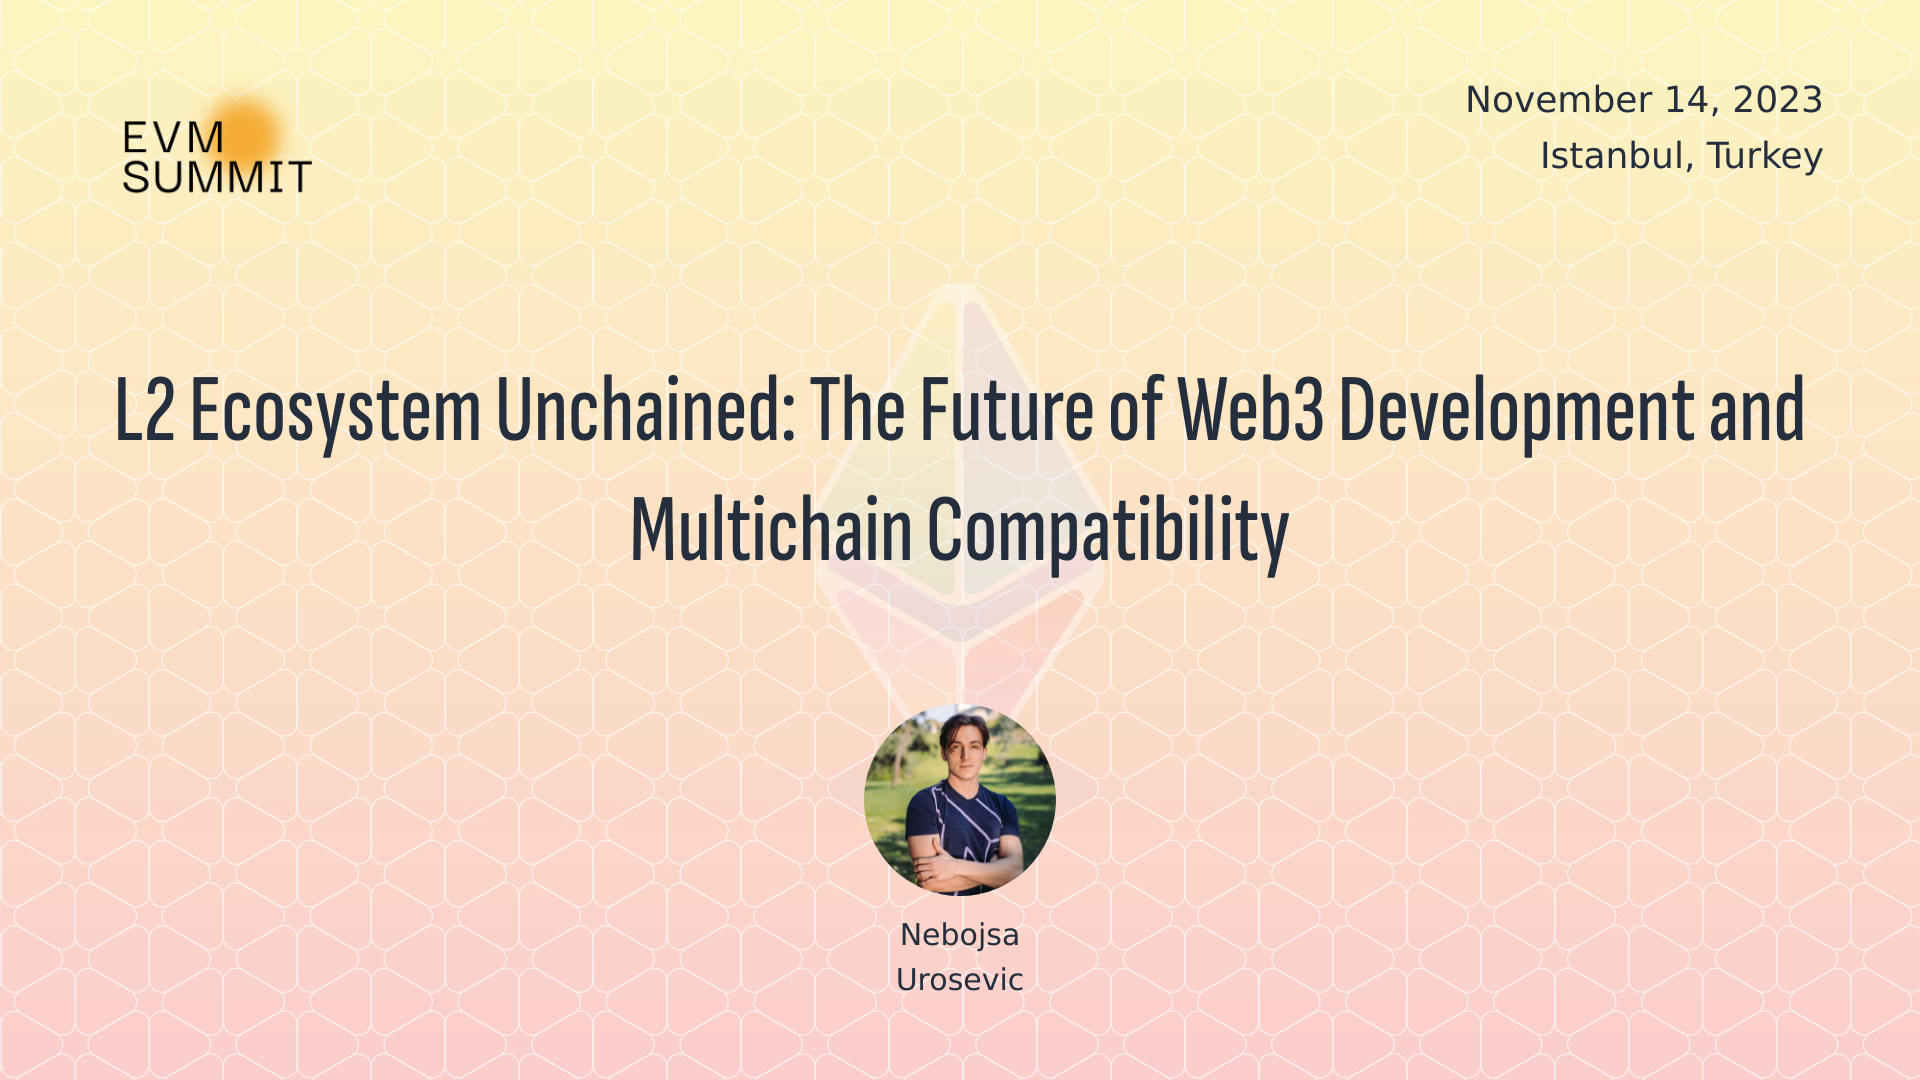 EVM
SUMMIT
November 14, 2023
Istanbul, Turkey
L2 Ecosystem Unchained: The Future of Web3 Development and
Multichain Compatibility
Nebojsa
Urosevic